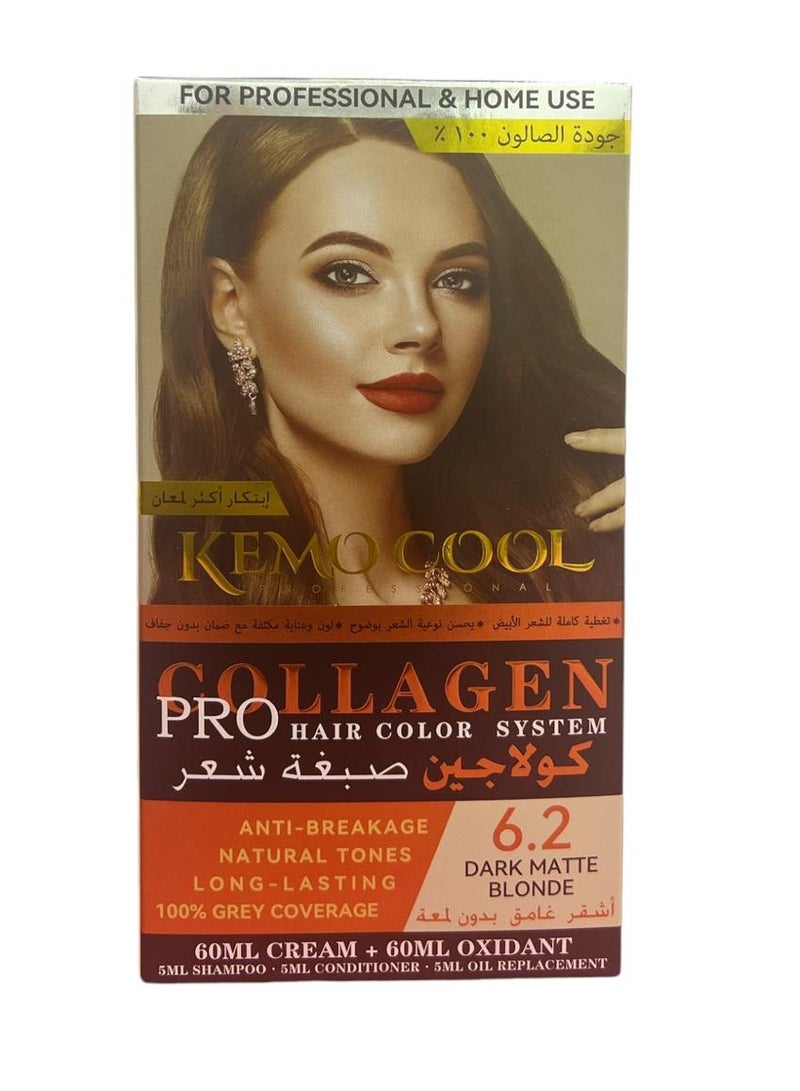 FOR PROFESSIONAL & HOME USE
جودة الصالون ١٠٠ ٪
إبتكار أكثر لمعان
KEMO COOL
PROFESSIONAL
*تغطية كاملة للشعر الأبيض *يحسن نوعية الشعر بوضوح *لون وعناية مكثفة مع ضمان بدون جفاف
COLLAGEN
PRO HAIR COLOR SYSTEM
كولاجين صبغة شعر
ANTI-BREAKAGE
NATURAL TONES
LONG-LASTING
100% GREY COVERAGE
6.2
DARK MATTE
BLONDE
أشقر غامق بدون لمعة
60ML CREAM + 60ML OXIDANT
5ML SHAMPOO · 5ML CONDITIONER · 5ML OIL REPLACEMENT